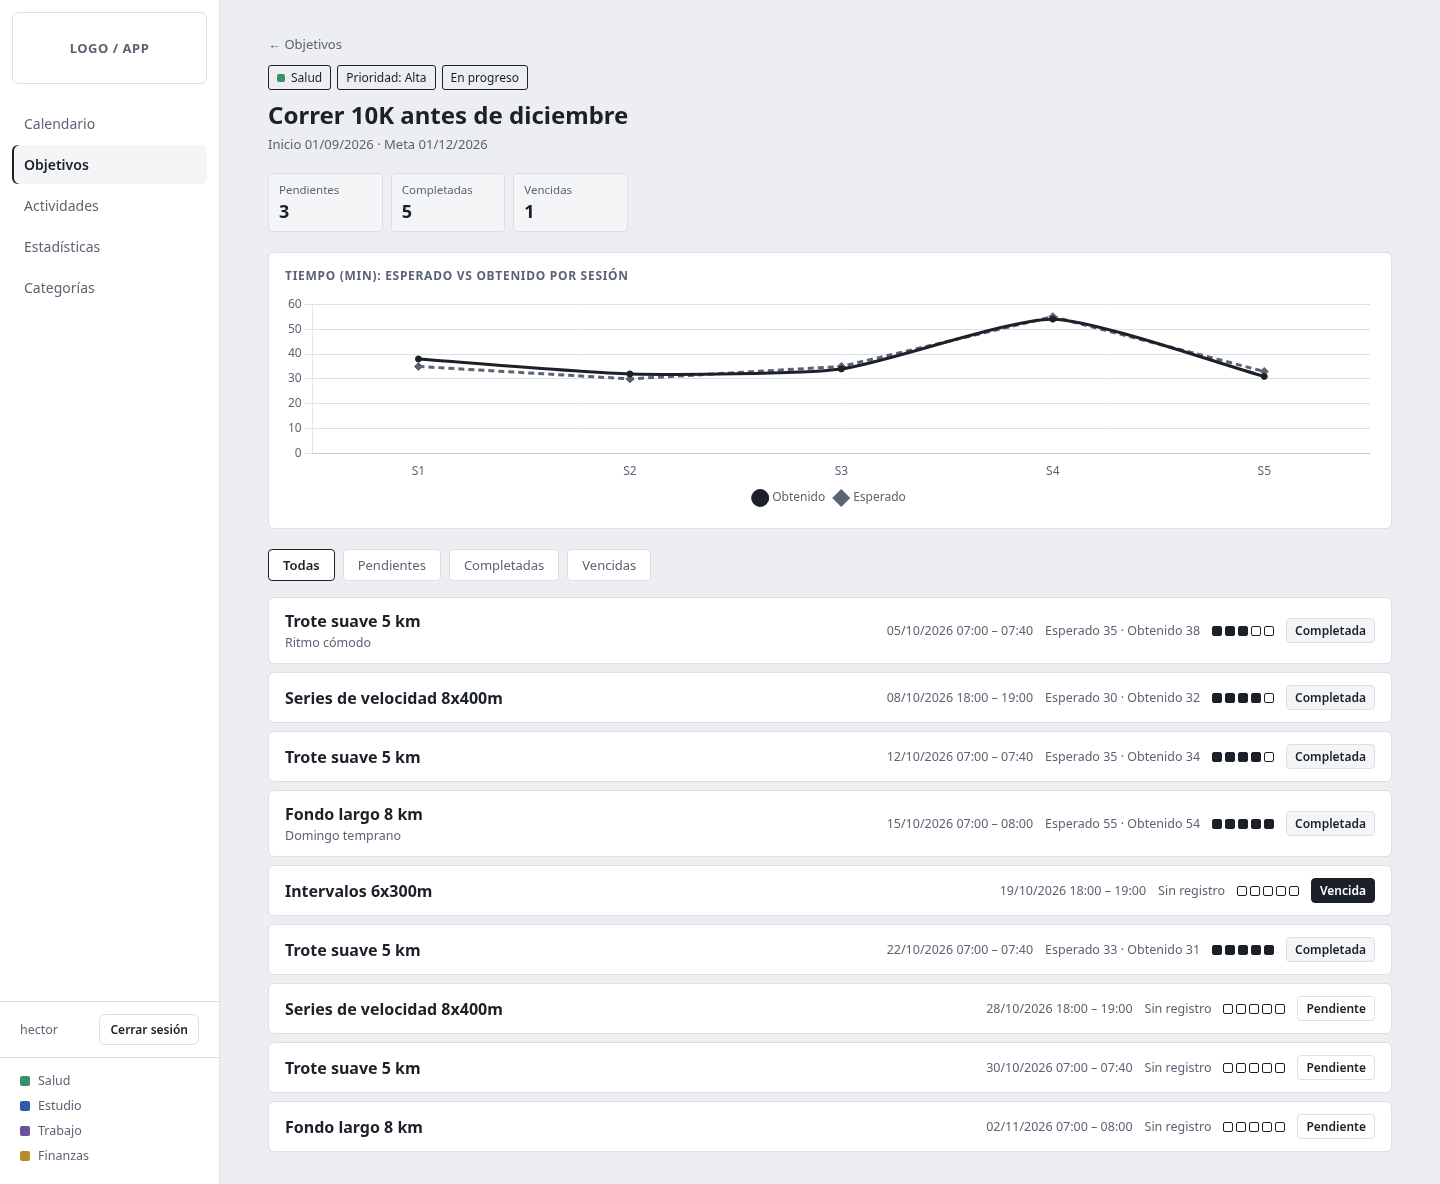 LOGO / APP
Calendario
Objetivos
Actividades
Estadísticas
Categorías
hector
Cerrar sesión
Salud
Estudio
Trabajo
Finanzas
← Objetivos
Salud
Prioridad: Alta
En progreso
Correr 10K antes de diciembre
Inicio 01/09/2026 · Meta 01/12/2026
Pendientes
3
Completadas
5
Vencidas
1
TIEMPO (MIN): ESPERADO VS OBTENIDO POR SESIÓN
60
50
40
30
20
10
0
S1 S2 S3 S4 S5
Obtenido Esperado
Todas Pendientes Completadas Vencidas
Trote suave 5 km
Ritmo cómodo
05/10/2026 07:00 – 07:40 Esperado 35 · Obtenido 38 Completada
Series de velocidad 8x400m 08/10/2026 18:00 – 19:00 Esperado 30 · Obtenido 32 Completada
Trote suave 5 km 12/10/2026 07:00 – 07:40 Esperado 35 · Obtenido 34 Completada
Fondo largo 8 km
Domingo temprano
15/10/2026 07:00 – 08:00 Esperado 55 · Obtenido 54 Completada
Intervalos 6x300m 19/10/2026 18:00 – 19:00 Sin registro Vencida
Trote suave 5 km 22/10/2026 07:00 – 07:40 Esperado 33 · Obtenido 31 Completada
Series de velocidad 8x400m 28/10/2026 18:00 – 19:00 Sin registro Pendiente
Trote suave 5 km 30/10/2026 07:00 – 07:40 Sin registro Pendiente
Fondo largo 8 km 02/11/2026 07:00 – 08:00 Sin registro Pendiente